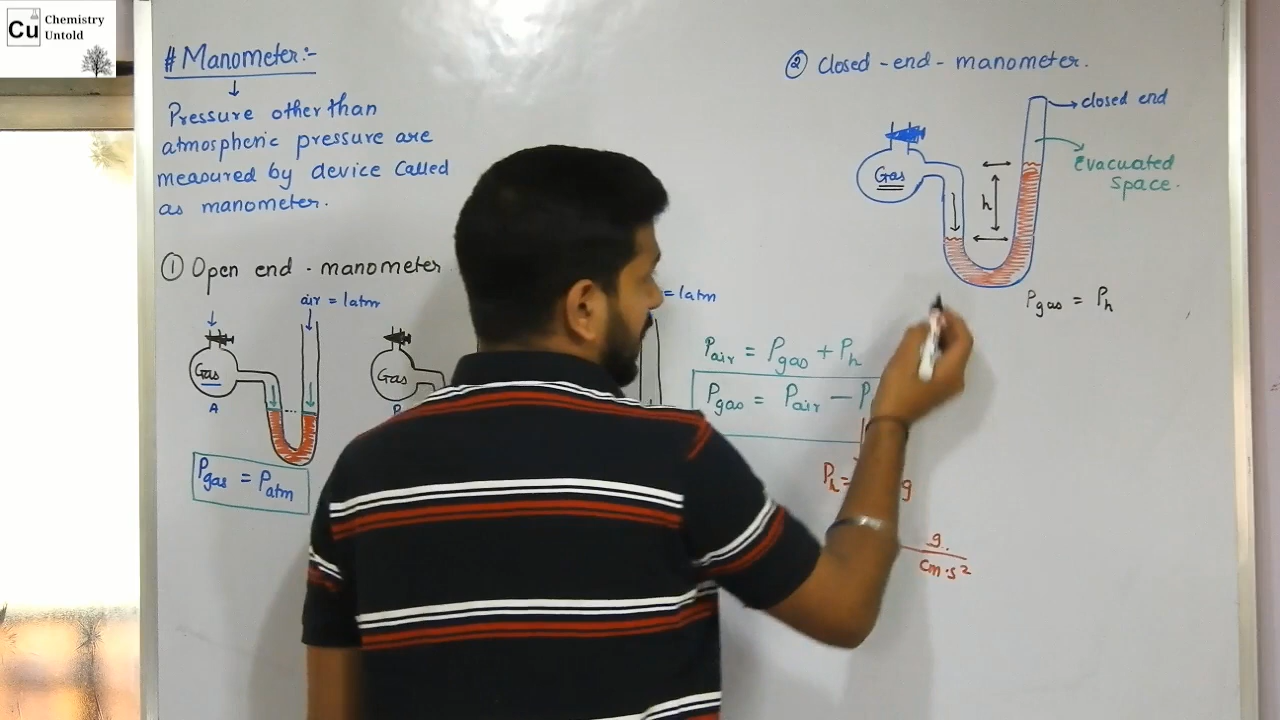 Cu
Chemistry
Untold
# Manometer:-
Pressure other than
atmospheric pressure are
measured by device called
as manometer.
① Open end - manometer
air = 1atm
Gas
A
Pgas = Patm
Gas
= 1atm
Pair = Pgas + Ph
Pgas = Pair - P
Ph =
g
g.
cm·s²
② Closed-end-manometer.
closed end
Evacuated
Space.
Gas
h
Pgas = Ph